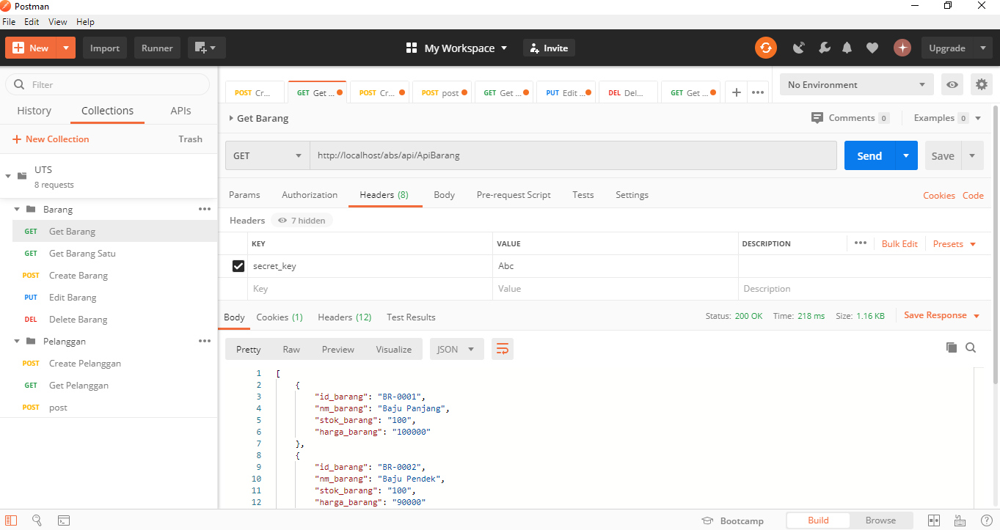 Postman
File Edit View Help
New Import Runner My Workspace Invite Upgrade
Filter
History Collections APIs
New Collection Trash
UTS
8 requests
Barang
GET Get Barang
GET Get Barang Satu
POST Create Barang
PUT Edit Barang
DEL Delete Barang
Pelanggan
POST Create Pelanggan
GET Get Pelanggan
POST post
POST Cr... GET Get ... POST Cr... POST post GET Get ... PUT Edit ... DEL Del... GET Get ...
No Environment
Get Barang Comments 0 Examples 0
GET http://localhost/abs/api/ApiBarang Send Save
Params Authorization Headers (8) Body Pre-request Script Tests Settings Cookies Code
Headers 7 hidden
KEY VALUE DESCRIPTION Bulk Edit Presets
secret_key Abc
Key Value Description
Body Cookies (1) Headers (12) Test Results Status: 200 OK Time: 218 ms Size: 1.16 KB Save Response
Pretty Raw Preview Visualize JSON
1 [
2 {
3 "id_barang": "BR-0001",
4 "nm_barang": "Baju Panjang",
5 "stok_barang": "100",
6 "harga_barang": "100000"
7 },
8 {
9 "id_barang": "BR-0002",
10 "nm_barang": "Baju Pendek",
11 "stok_barang": "100",
12 "harga_barang": "90000"
Bootcamp Build Browse